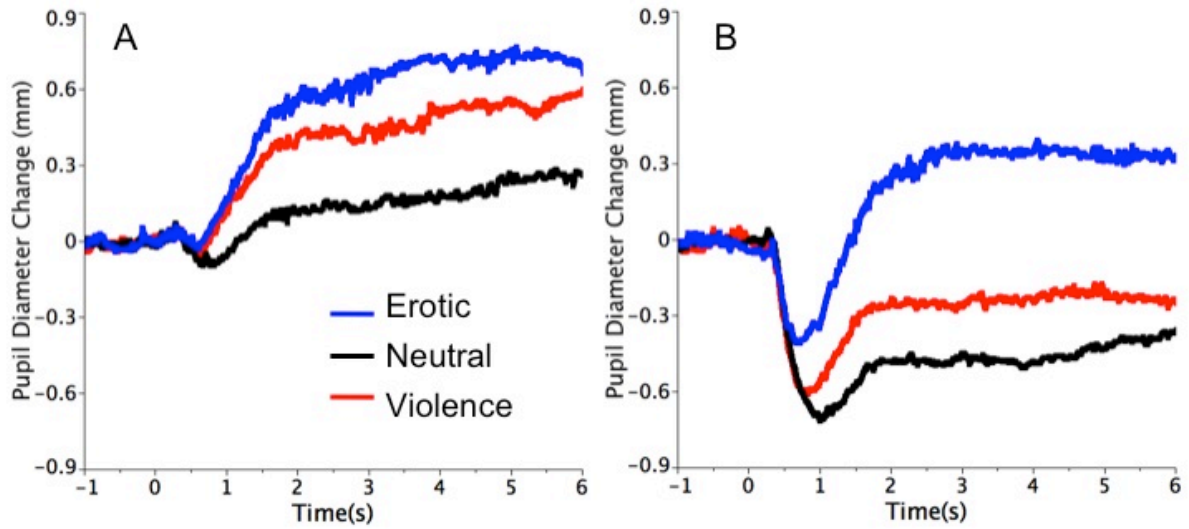 A
Pupil Diameter Change (mm)
0.9
0.6
0.3
0
−0.3
−0.6
−0.9
−1 0 1 2 3 4 5 6
Time(s)
Erotic
Neutral
Violence
B
Pupil Diameter Change (mm)
0.9
0.6
0.3
0
−0.3
−0.6
−0.9
−1 0 1 2 3 4 5 6
Time(s)